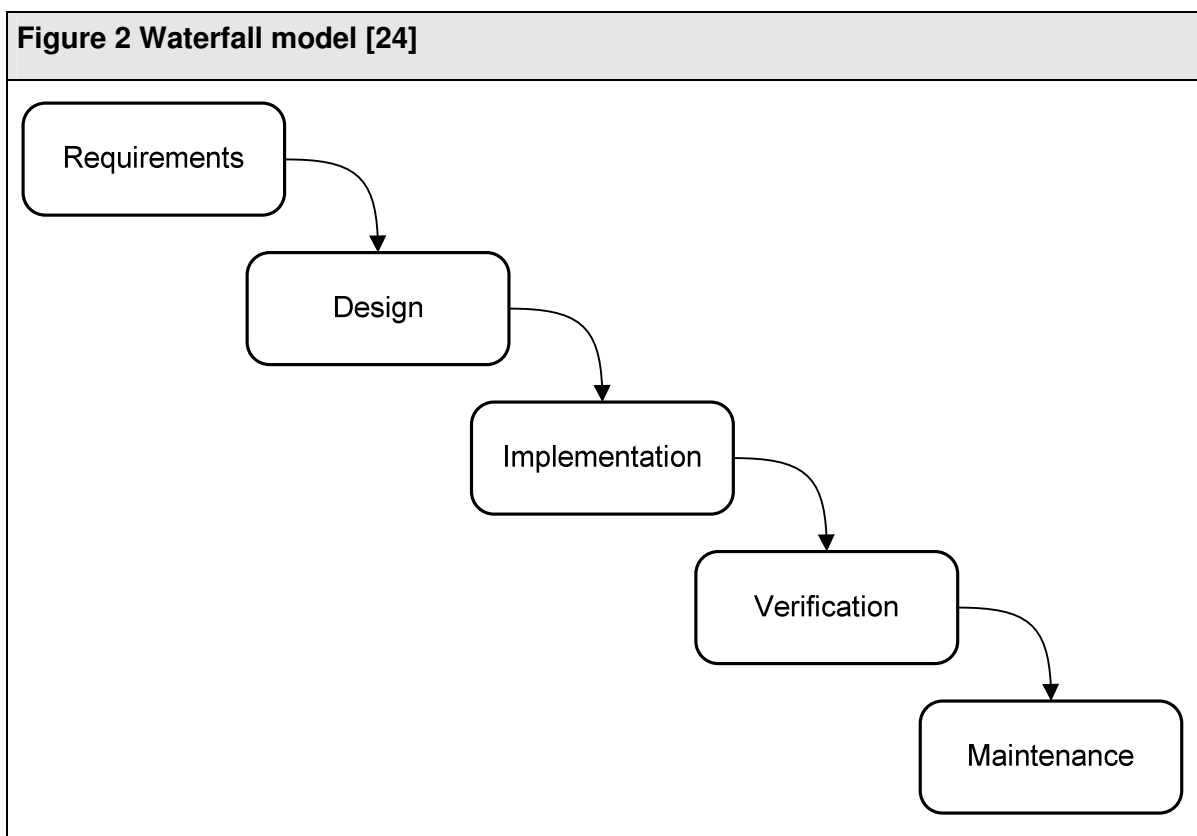 Figure 2 Waterfall model [24]
Requirements
Design
Implementation
Verification
Maintenance